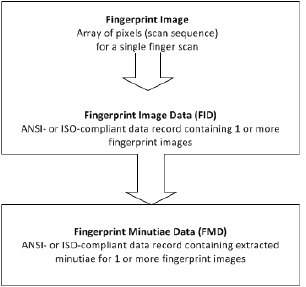 Fingerprint Image
Array of pixels (scan sequence)
for a single finger scan
Fingerprint Image Data (FID)
ANSI- or ISO-compliant data record containing 1 or more
fingerprint images
Fingerprint Minutiae Data (FMD)
ANSI- or ISO-compliant data record containing extracted
minutiae for 1 or more fingerprint images